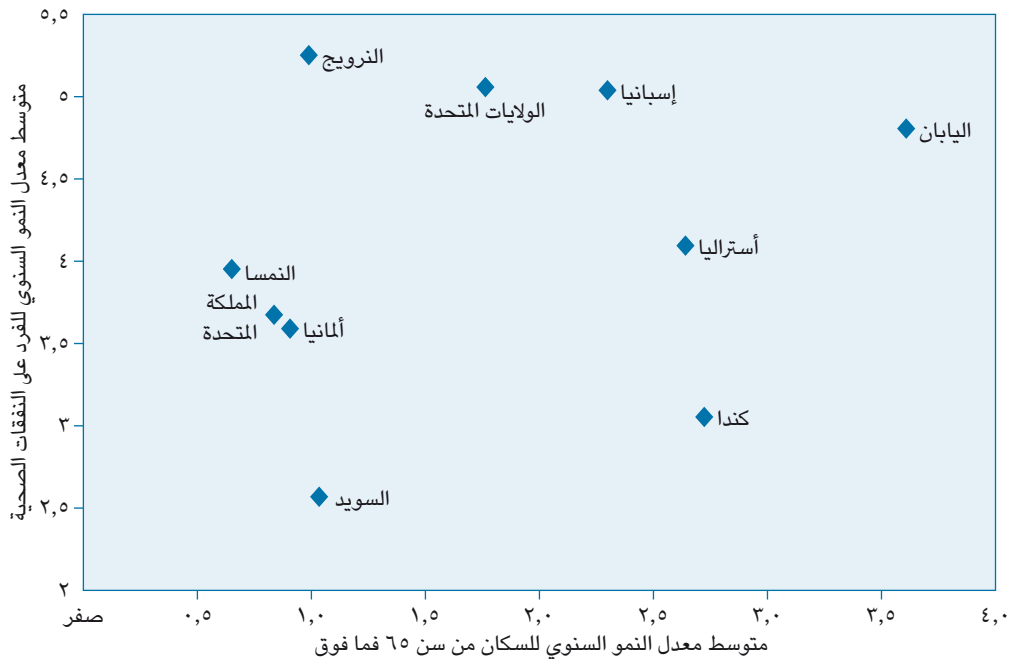 متوسط معدل النمو السنوي للفرد على النفقات الصحية
٥,٥
٥
٤,٥
٤
٣,٥
٣
٢,٥
٢
النرويج
الولايات المتحدة
إسبانيا
اليابان
أستراليا
النمسا
المملكة
المتحدة
ألمانيا
كندا
السويد
صفر
٠,٥
١,٠
١,٥
٢,٠
٢,٥
٣,٠
٣,٥
٤,٠
متوسط معدل النمو السنوي للسكان من سن ٦٥ فما فوق